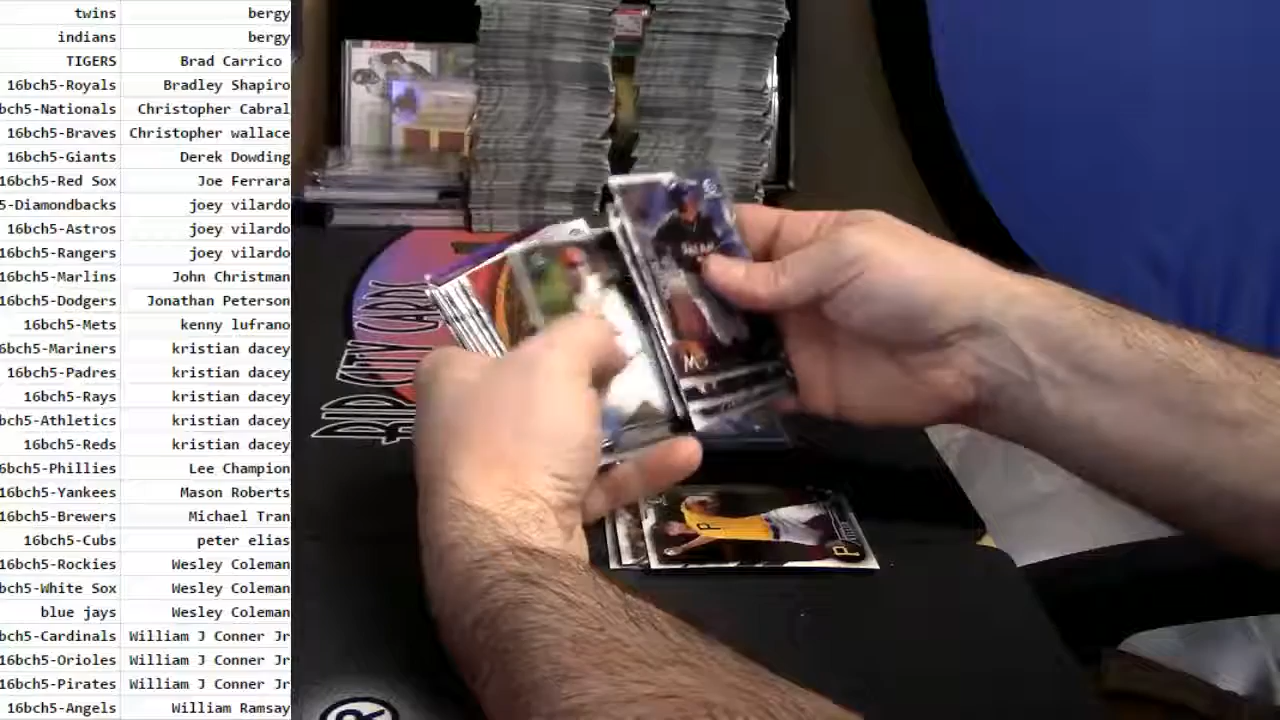 twins bergy
indians bergy
TIGERS Brad Carrico
16bch5-Royals Bradley Shapiro
bch5-Nationals Christopher Cabral
16bch5-Braves Christopher wallace
16bch5-Giants Derek Dowding
16bch5-Red Sox Joe Ferrara
5-Diamondbacks joey vilardo
16bch5-Astros joey vilardo
16bch5-Rangers joey vilardo
16bch5-Marlins John Christman
16bch5-Dodgers Jonathan Peterson
16bch5-Mets kenny lufrano
6bch5-Mariners kristian dacey
16bch5-Padres kristian dacey
16bch5-Rays kristian dacey
bch5-Athletics kristian dacey
16bch5-Reds kristian dacey
6bch5-Phillies Lee Champion
16bch5-Yankees Mason Roberts
16bch5-Brewers Michael Tran
16bch5-Cubs peter elias
16bch5-Rockies Wesley Coleman
bch5-White Sox Wesley Coleman
blue jays Wesley Coleman
bch5-Cardinals William J Conner Jr
16bch5-Orioles William J Conner Jr
16bch5-Pirates William J Conner Jr
16bch5-Angels William Ramsay
RIP CITY CARDS
P
P
R